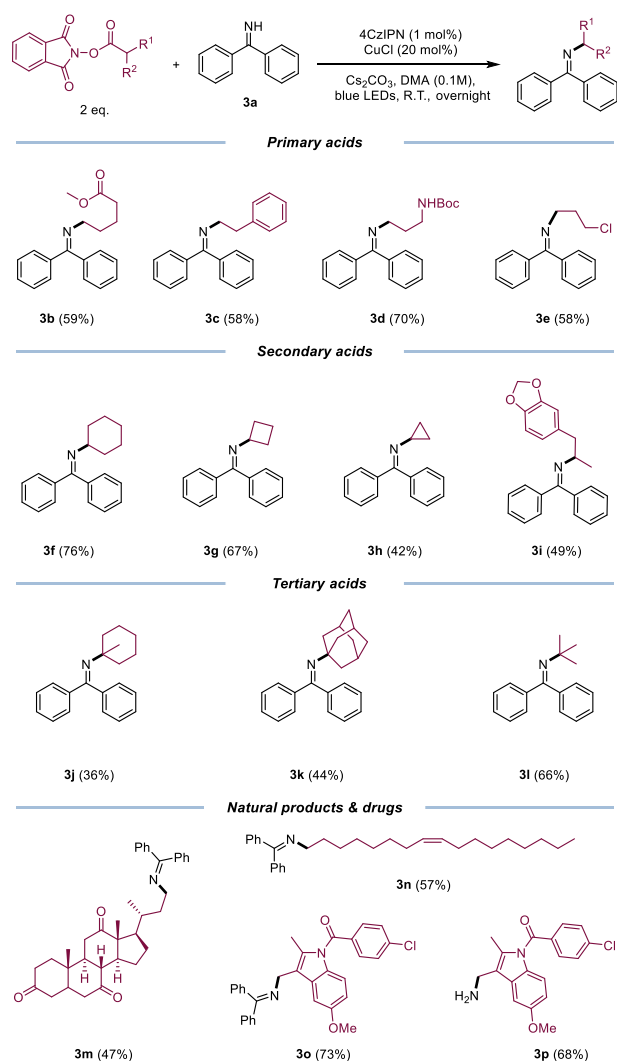 O
O
N
O
O
R1
R2
2 eq.
+
NH
3a
4CzIPN (1 mol%)
CuCl (20 mol%)
Cs2CO3, DMA (0.1M),
blue LEDs, R.T., overnight
R1
N
R2
Primary acids
O
O
N
3b (59%)
N
3c (58%)
NHBoc
N
3d (70%)
N
Cl
3e (58%)
Secondary acids
N
3f (76%)
N
3g (67%)
N
3h (42%)
O
O
N
3i (49%)
Tertiary acids
N
3j (36%)
N
3k (44%)
N
3l (66%)
Natural products & drugs
Ph
Ph
N
O
H
H
H
O
O
3m (47%)
Ph
N
Ph
3n (57%)
O
N
Cl
Ph
N
Ph
OMe
3o (73%)
O
N
Cl
H2N
OMe
3p (68%)